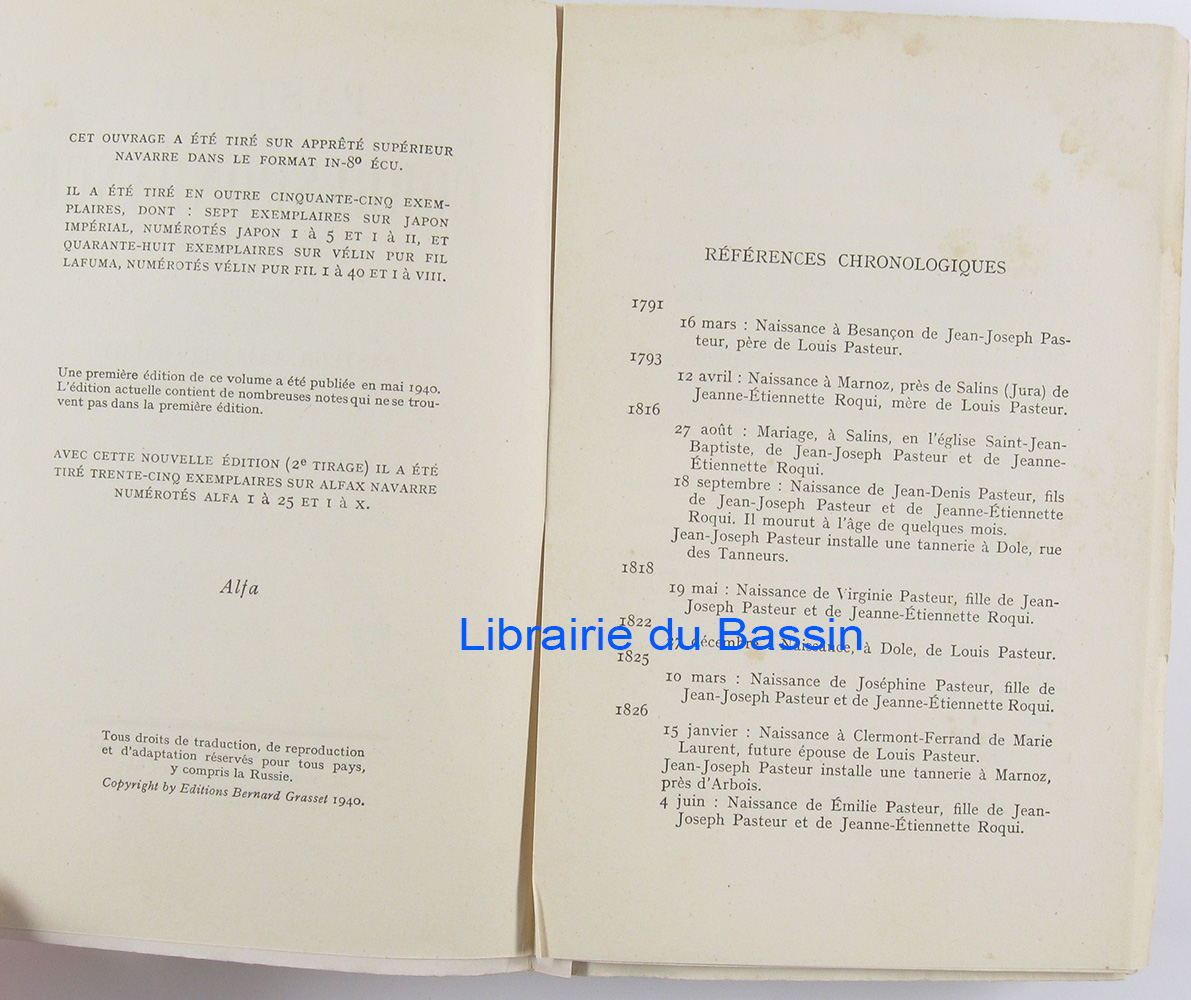 CET OUVRAGE A ÉTÉ TIRÉ SUR APPRÊTÉ SUPÉRIEUR
NAVARRE DANS LE FORMAT IN-8º ÉCU.
IL A ÉTÉ TIRÉ EN OUTRE CINQUANTE-CINQ EXEM-
PLAIRES, DONT : SEPT EXEMPLAIRES SUR JAPON
IMPÉRIAL, NUMÉROTÉS JAPON 1 à 5 ET I à II, ET
QUARANTE-HUIT EXEMPLAIRES SUR VÉLIN PUR FIL
LAFUMA, NUMÉROTÉS VÉLIN PUR FIL 1 à 40 ET I à VIII.
Une première édition de ce volume a été publiée en mai 1940.
L'édition actuelle contient de nombreuses notes qui ne se trou-
vent pas dans la première édition.
AVEC CETTE NOUVELLE ÉDITION (2e TIRAGE) IL A ÉTÉ
TIRÉ TRENTE-CINQ EXEMPLAIRES SUR ALFAX NAVARRE
NUMÉROTÉS ALFA 1 à 25 ET I à X.
Alfa
Tous droits de traduction, de reproduction
et d'adaptation réservés pour tous pays,
y compris la Russie.
Copyright by Editions Bernard Grasset 1940.
RÉFÉRENCES CHRONOLOGIQUES
1791
16 mars : Naissance à Besançon de Jean-Joseph Pas-
teur, père de Louis Pasteur.
1793
12 avril : Naissance à Marnoz, près de Salins (Jura) de
Jeanne-Étiennette Roqui, mère de Louis Pasteur.
1816
27 août : Mariage, à Salins, en l'église Saint-Jean-
Baptiste, de Jean-Joseph Pasteur et de Jeanne-
Étiennette Roqui.
18 septembre : Naissance de Jean-Denis Pasteur, fils
de Jean-Joseph Pasteur et de Jeanne-Étiennette
Roqui. Il mourut à l'âge de quelques mois.
Jean-Joseph Pasteur installe une tannerie à Dole, rue
des Tanneurs.
1818
19 mai : Naissance de Virginie Pasteur, fille de Jean-
Joseph Pasteur et de Jeanne-Étiennette Roqui.
1822
27 décembre : Naissance, à Dole, de Louis Pasteur.
Librairie du Bassin
1825
10 mars : Naissance de Joséphine Pasteur, fille de
Jean-Joseph Pasteur et de Jeanne-Étiennette Roqui.
1826
15 janvier : Naissance à Clermont-Ferrand de Marie
Laurent, future épouse de Louis Pasteur.
Jean-Joseph Pasteur installe une tannerie à Marnoz,
près d'Arbois.
4 juin : Naissance de Émilie Pasteur, fille de Jean-
Joseph Pasteur et de Jeanne-Étiennette Roqui.